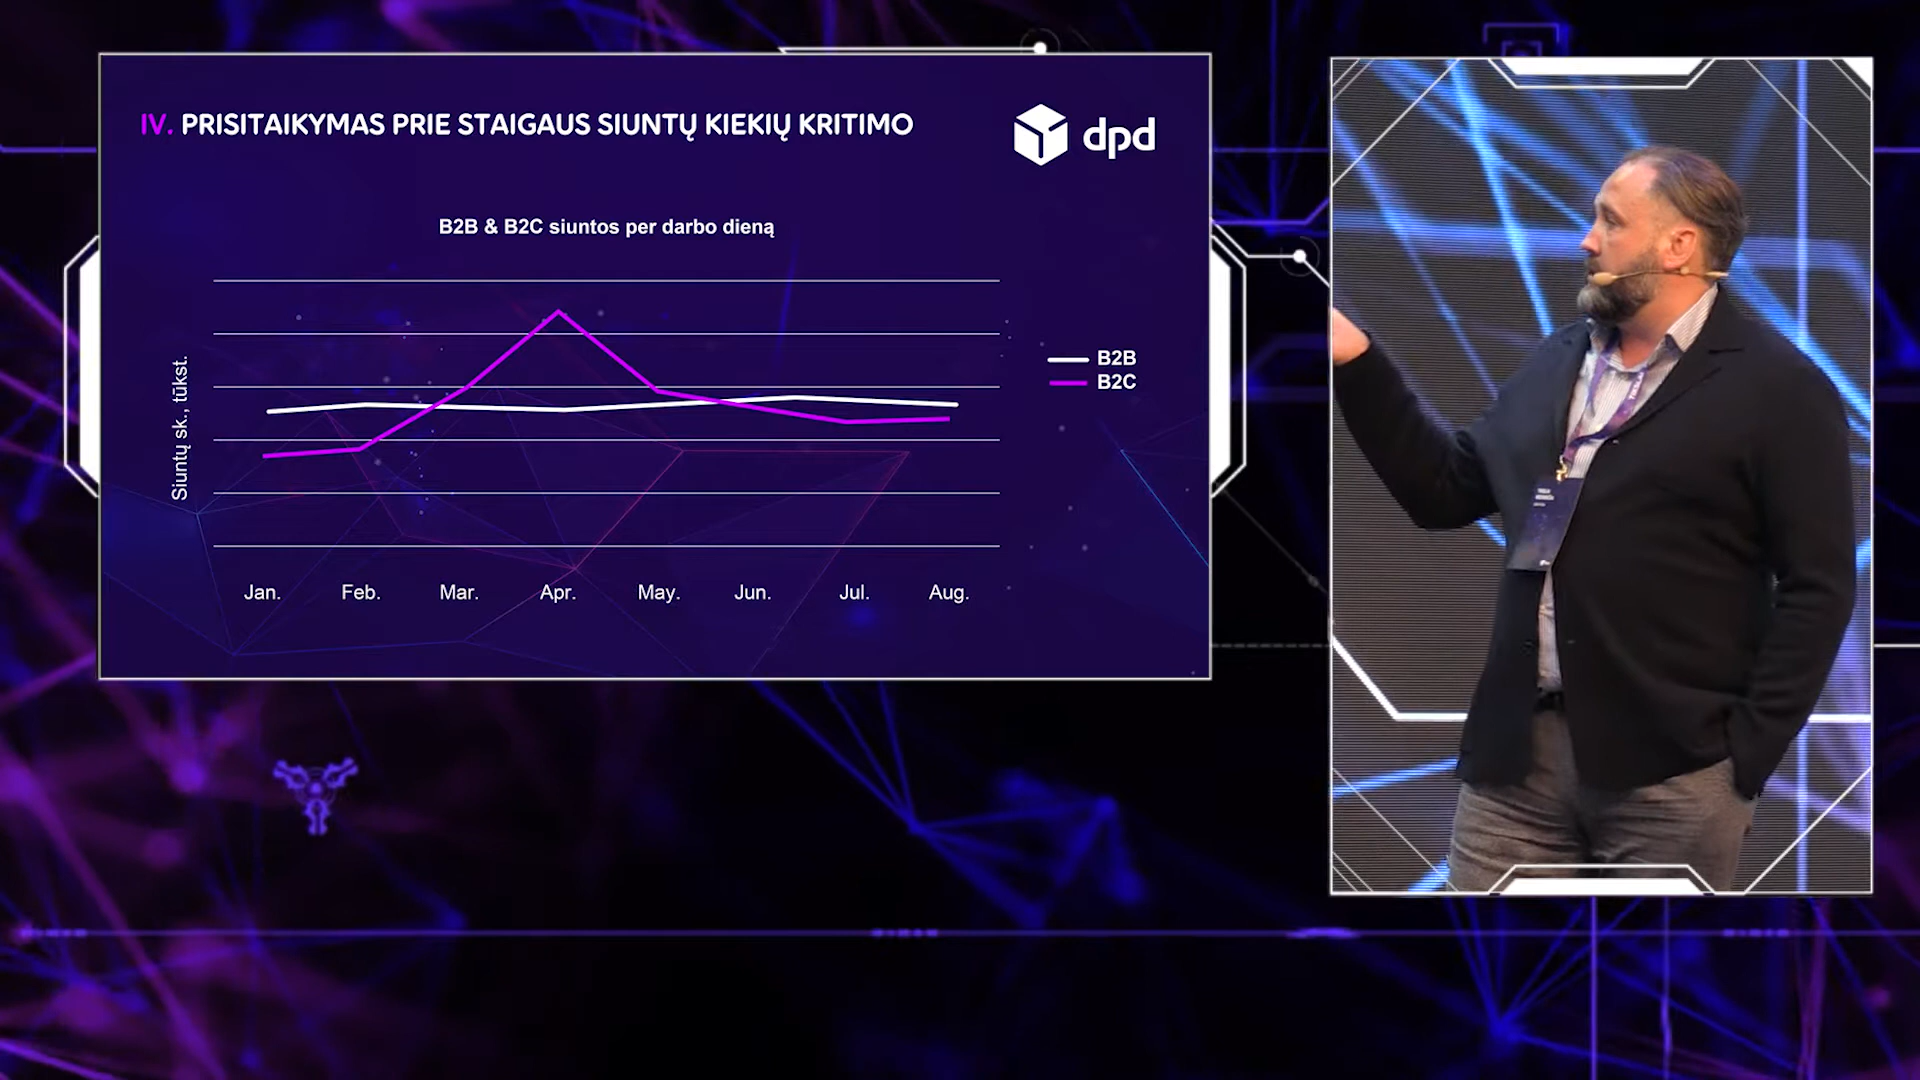 IV. PRISITAIKYMAS PRIE STAIGAUS SIUNTŲ KIEKIŲ KRITIMO
dpd
B2B & B2C siuntos per darbo dieną
Siuntų sk., tūkst.
B2B
B2C
Jan. Feb. Mar. Apr. May. Jun. Jul. Aug.